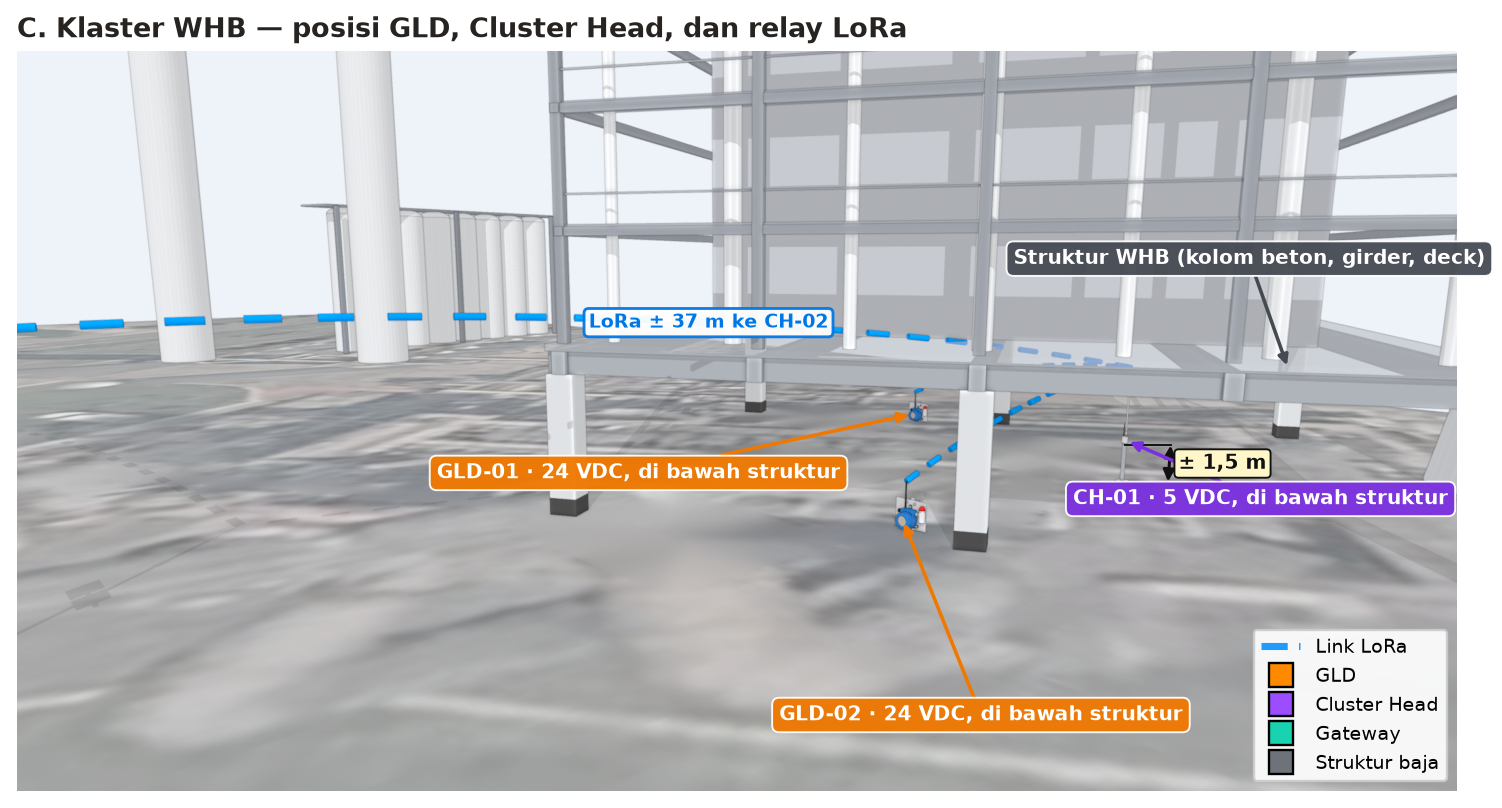 C. Klaster WHB — posisi GLD, Cluster Head, dan relay LoRa
Struktur WHB (kolom beton, girder, deck)
LoRa ± 37 m ke CH-02
GLD-01 · 24 VDC, di bawah struktur
± 1,5 m
CH-01 · 5 VDC, di bawah struktur
GLD-02 · 24 VDC, di bawah struktur
Link LoRa
GLD
Cluster Head
Gateway
Struktur baja